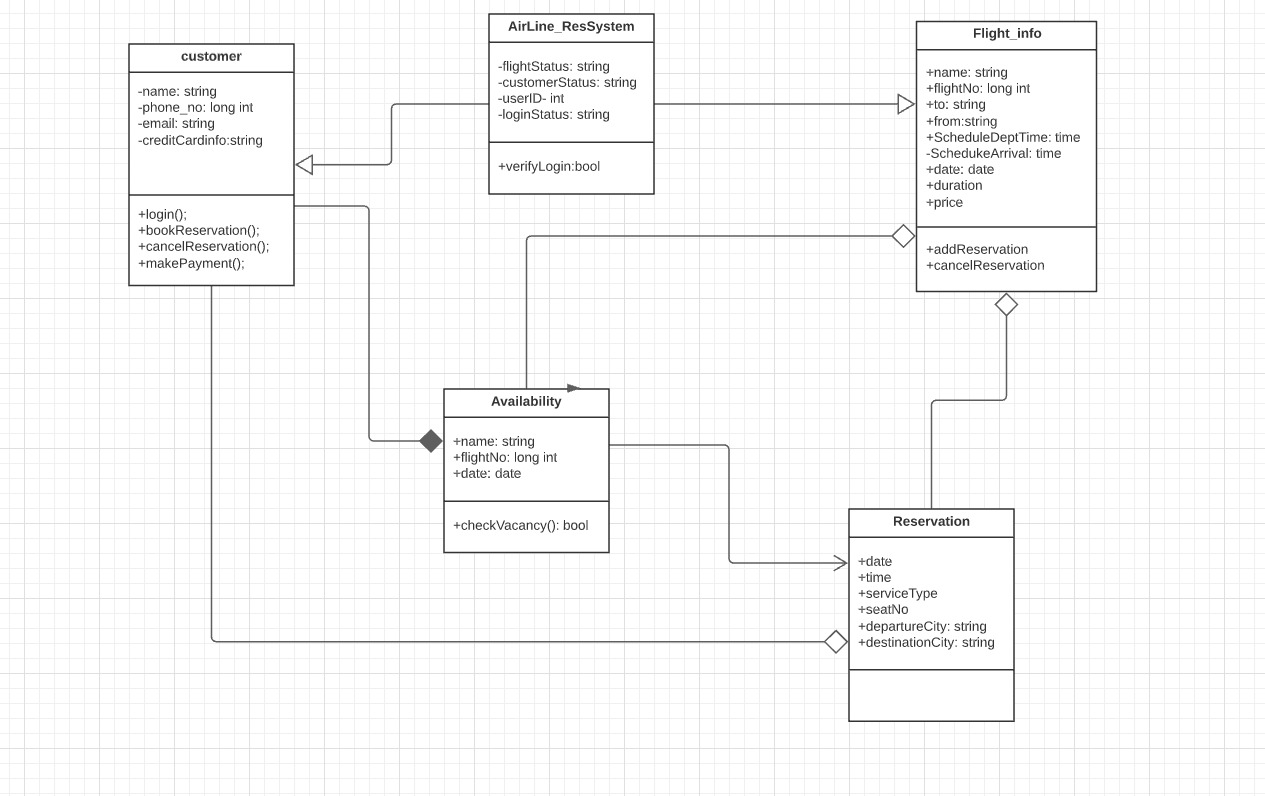 customer
-name: string
-phone_no: long int
-email: string
-creditCardinfo:string
+login();
+bookReservation();
+cancelReservation();
+makePayment();
AirLine_ResSystem
-flightStatus: string
-customerStatus: string
-userID- int
-loginStatus: string
+verifyLogin:bool
Flight_info
+name: string
+flightNo: long int
+to: string
+from:string
+ScheduleDeptTime: time
-SchedukeArrival: time
+date: date
+duration
+price
+addReservation
+cancelReservation
Availability
+name: string
+flightNo: long int
+date: date
+checkVacancy(): bool
Reservation
+date
+time
+serviceType
+seatNo
+departureCity: string
+destinationCity: string